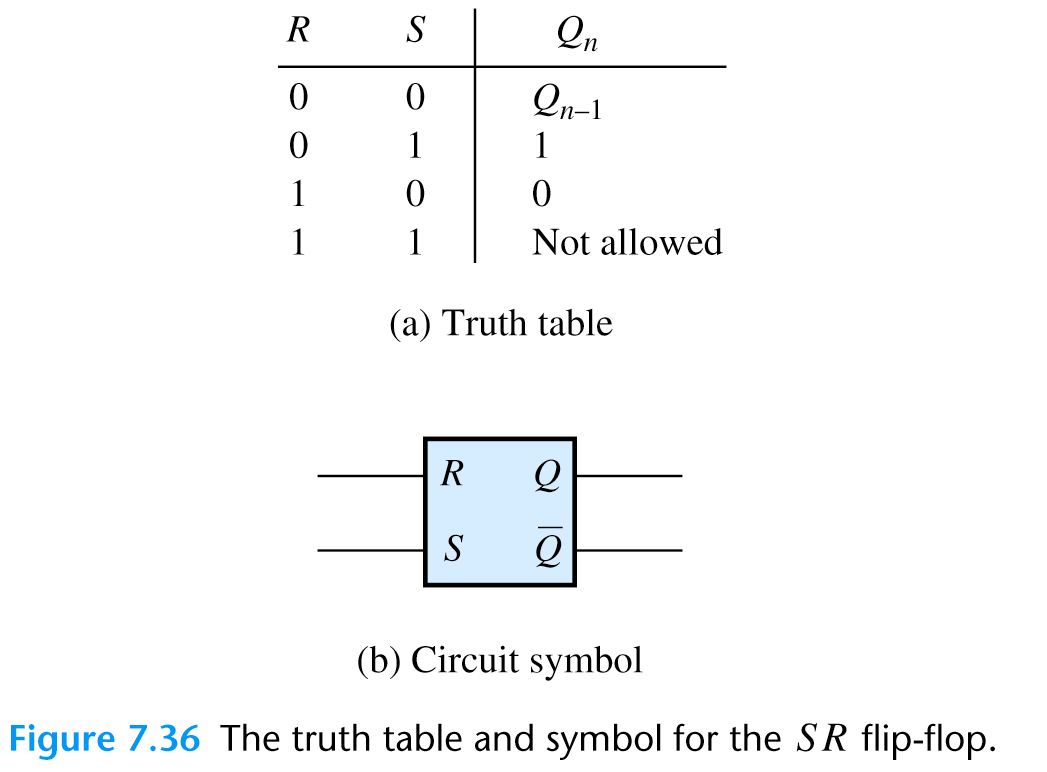 R S Qn
0 0 Qn–1
0 1 1
1 0 0
1 1 Not allowed
(a) Truth table
R Q
S Q̅
(b) Circuit symbol
Figure 7.36 The truth table and symbol for the SR flip-flop.